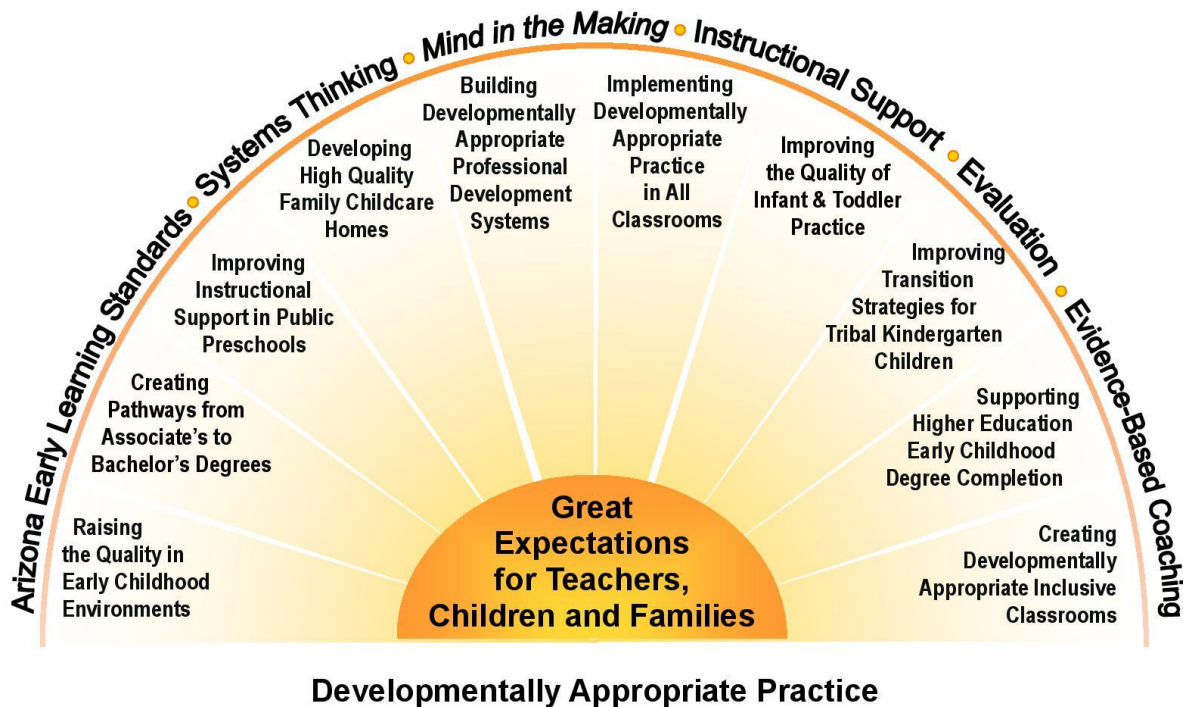 Arizona Early Learning Standards • Systems Thinking • Mind in the Making • Instructional Support • Evaluation • Evidence-Based Coaching
Raising
the Quality in
Early Childhood
Environments
Creating
Pathways from
Associate's to
Bachelor's Degrees
Improving
Instructional
Support in Public
Preschools
Developing
High Quality
Family Childcare
Homes
Building
Developmentally
Appropriate
Professional
Development
Systems
Implementing
Developmentally
Appropriate
Practice
in All
Classrooms
Improving
the Quality of
Infant & Toddler
Practice
Improving
Transition
Strategies for
Tribal Kindergarten
Children
Supporting
Higher Education
Early Childhood
Degree Completion
Creating
Developmentally
Appropriate Inclusive
Classrooms
Great
Expectations
for Teachers,
Children and Families
Developmentally Appropriate Practice